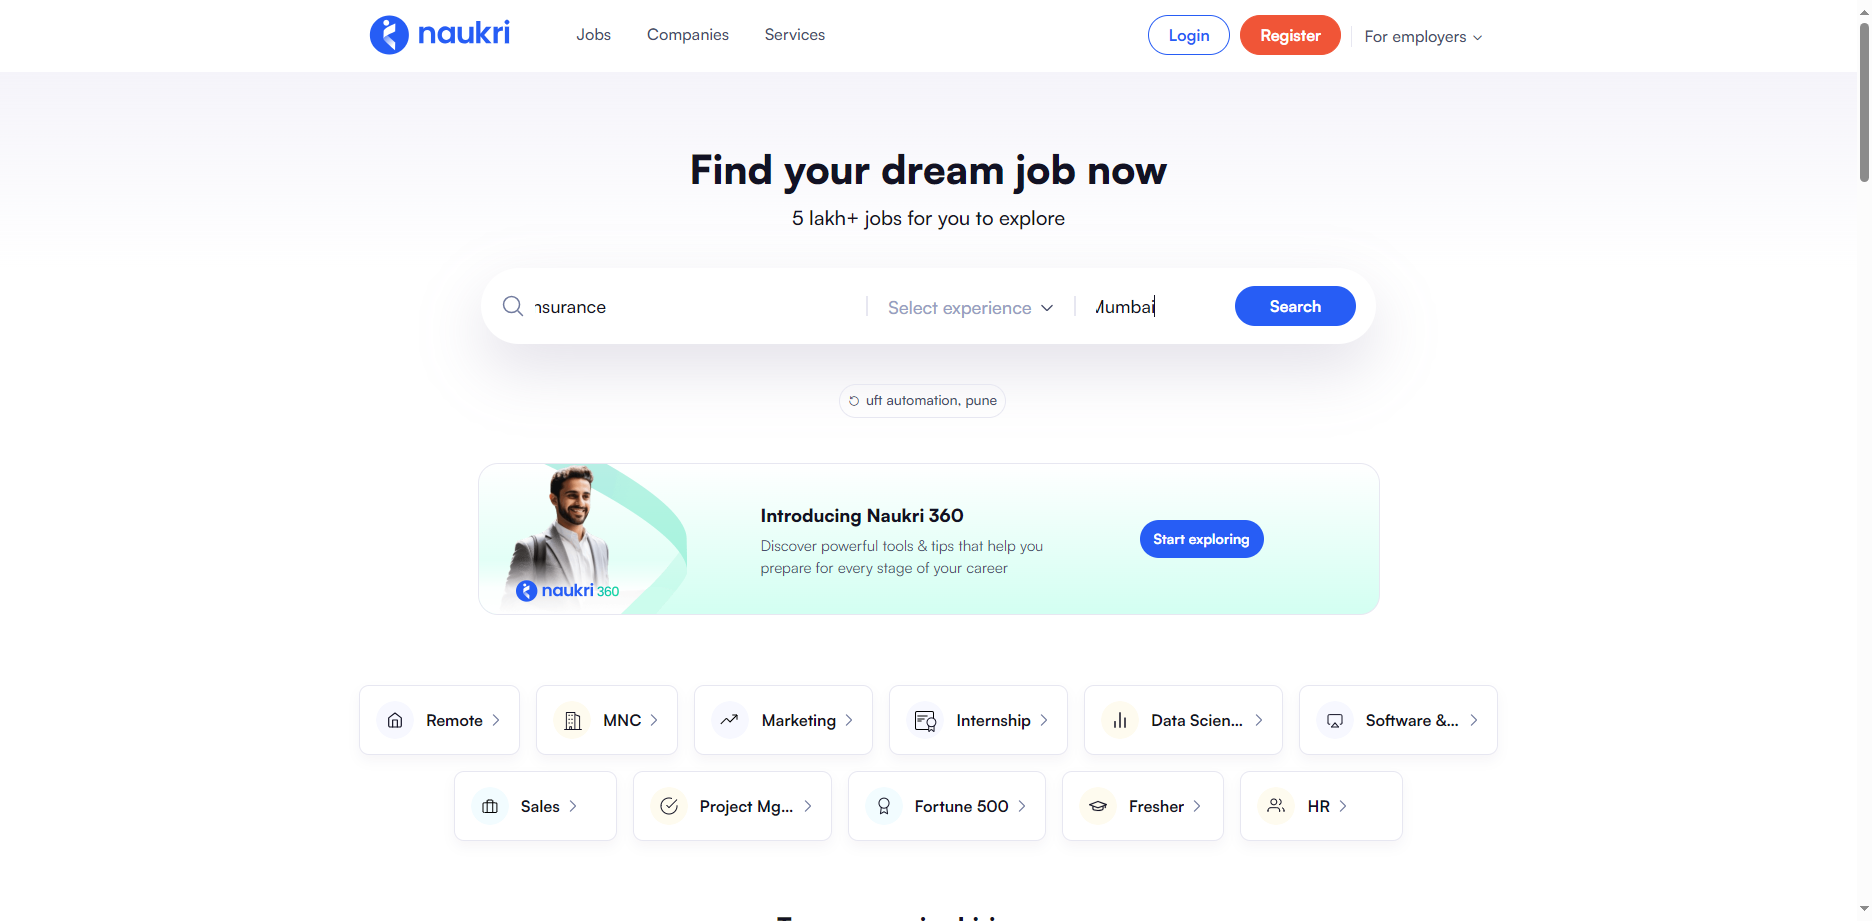 naukri
Jobs
Companies
Services
Login
Register
For employers
Find your dream job now
5 lakh+ jobs for you to explore
nsurance
Select experience
Mumbai
Search
uft automation, pune
Introducing Naukri 360
Discover powerful tools & tips that help you
prepare for every stage of your career
Start exploring
naukri 360
Remote
MNC
Marketing
Internship
Data Scien...
Software &...
Sales
Project Mg...
Fortune 500
Fresher
HR